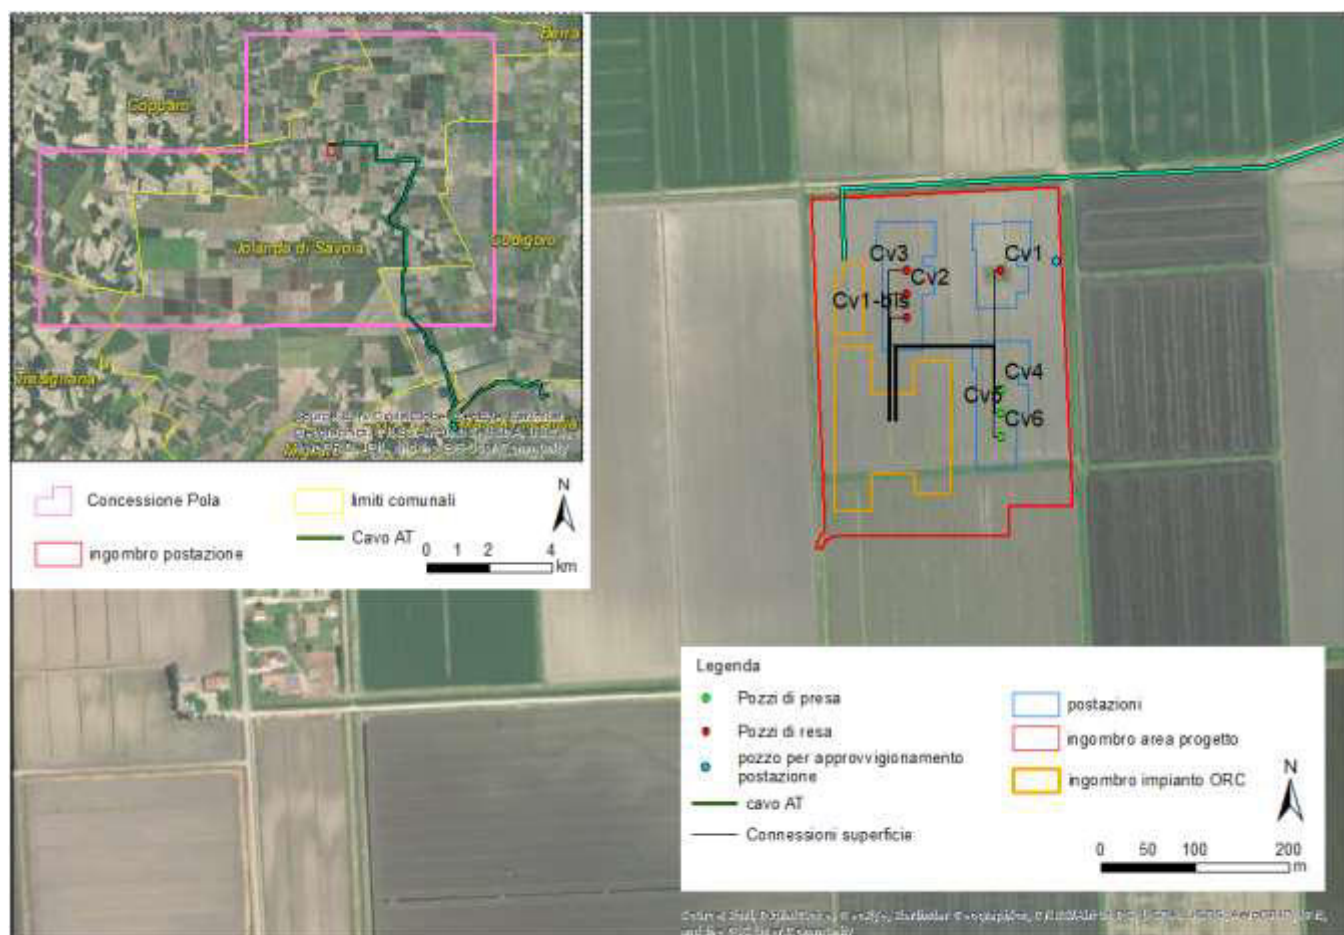 Berra
Copparo
Jolanda di Savoia
Codigoro
Concessione Pola
limiti comunali
ingombro postazione
Cavo AT
N
0 1 2 4
km
Cv3
Cv1
Cv2
Cv1-bis
Cv4
Cv5
Cv6
Legenda
Pozzi di presa
Pozzi di resa
pozzo per approvvigionamento
postazione
cavo AT
Connessioni superficie
postazioni
ingombro area progetto
ingombro impianto ORC
N
0 50 100 200
m